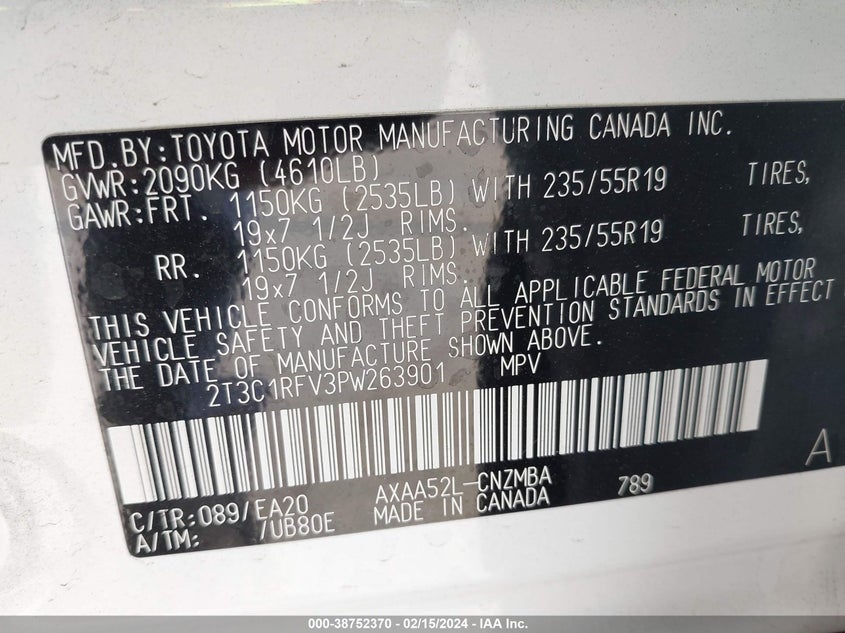 MFD.BY:TOYOTA MOTOR MANUFACTURING CANADA INC.
GVWR:2090KG (4610LB)
GAWR:FRT. 1150KG (2535LB) WITH 235/55R19 TIRES,
19x7 1/2J RIMS.
RR. 1150KG (2535LB) WITH 235/55R19 TIRES,
19x7 1/2J RIMS.
THIS VEHICLE CONFORMS TO ALL APPLICABLE FEDERAL MOTOR
VEHICLE SAFETY AND THEFT PREVENTION STANDARDS IN EFFECT
THE DATE OF MANUFACTURE SHOWN ABOVE.
2T3C1RFV3PW263901 MPV
A
C/TR:089/EA20 AXAA52L-CNZMBA 789
A/TM: /UB80E MADE IN CANADA
000-38752370 - 02/15/2024 - IAA Inc.